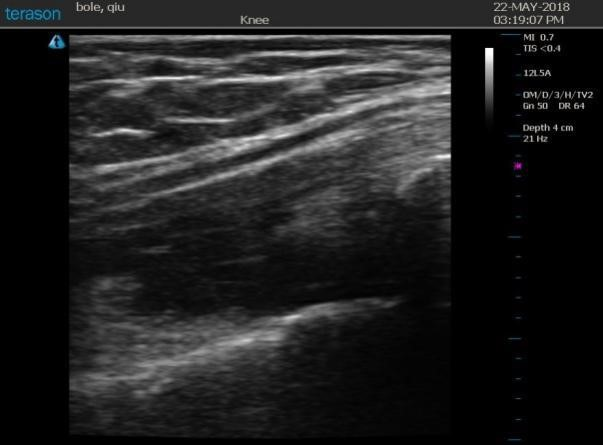 terason
bole, qiu
Knee
22-MAY-2018
03:19:07 PM
MI 0.7
TIS <0.4
12L5A
OM/D/3/H/TV2
Gn 50 DR 64
Depth 4 cm
21 Hz